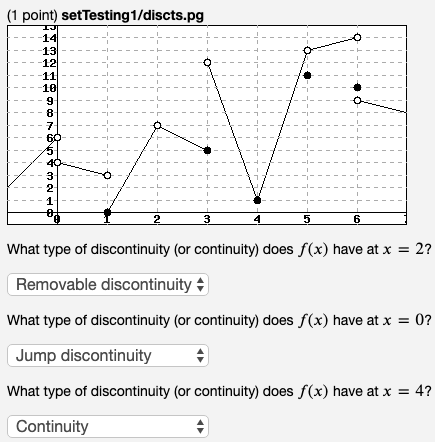 (1 point) setTesting1/discts.pg
15
14
13
12
11
10
9
8
7
6
5
4
3
2
1
0
0 1 2 3 4 5 6 7
What type of discontinuity (or continuity) does f(x) have at x = 2?
Removable discontinuity
What type of discontinuity (or continuity) does f(x) have at x = 0?
Jump discontinuity
What type of discontinuity (or continuity) does f(x) have at x = 4?
Continuity